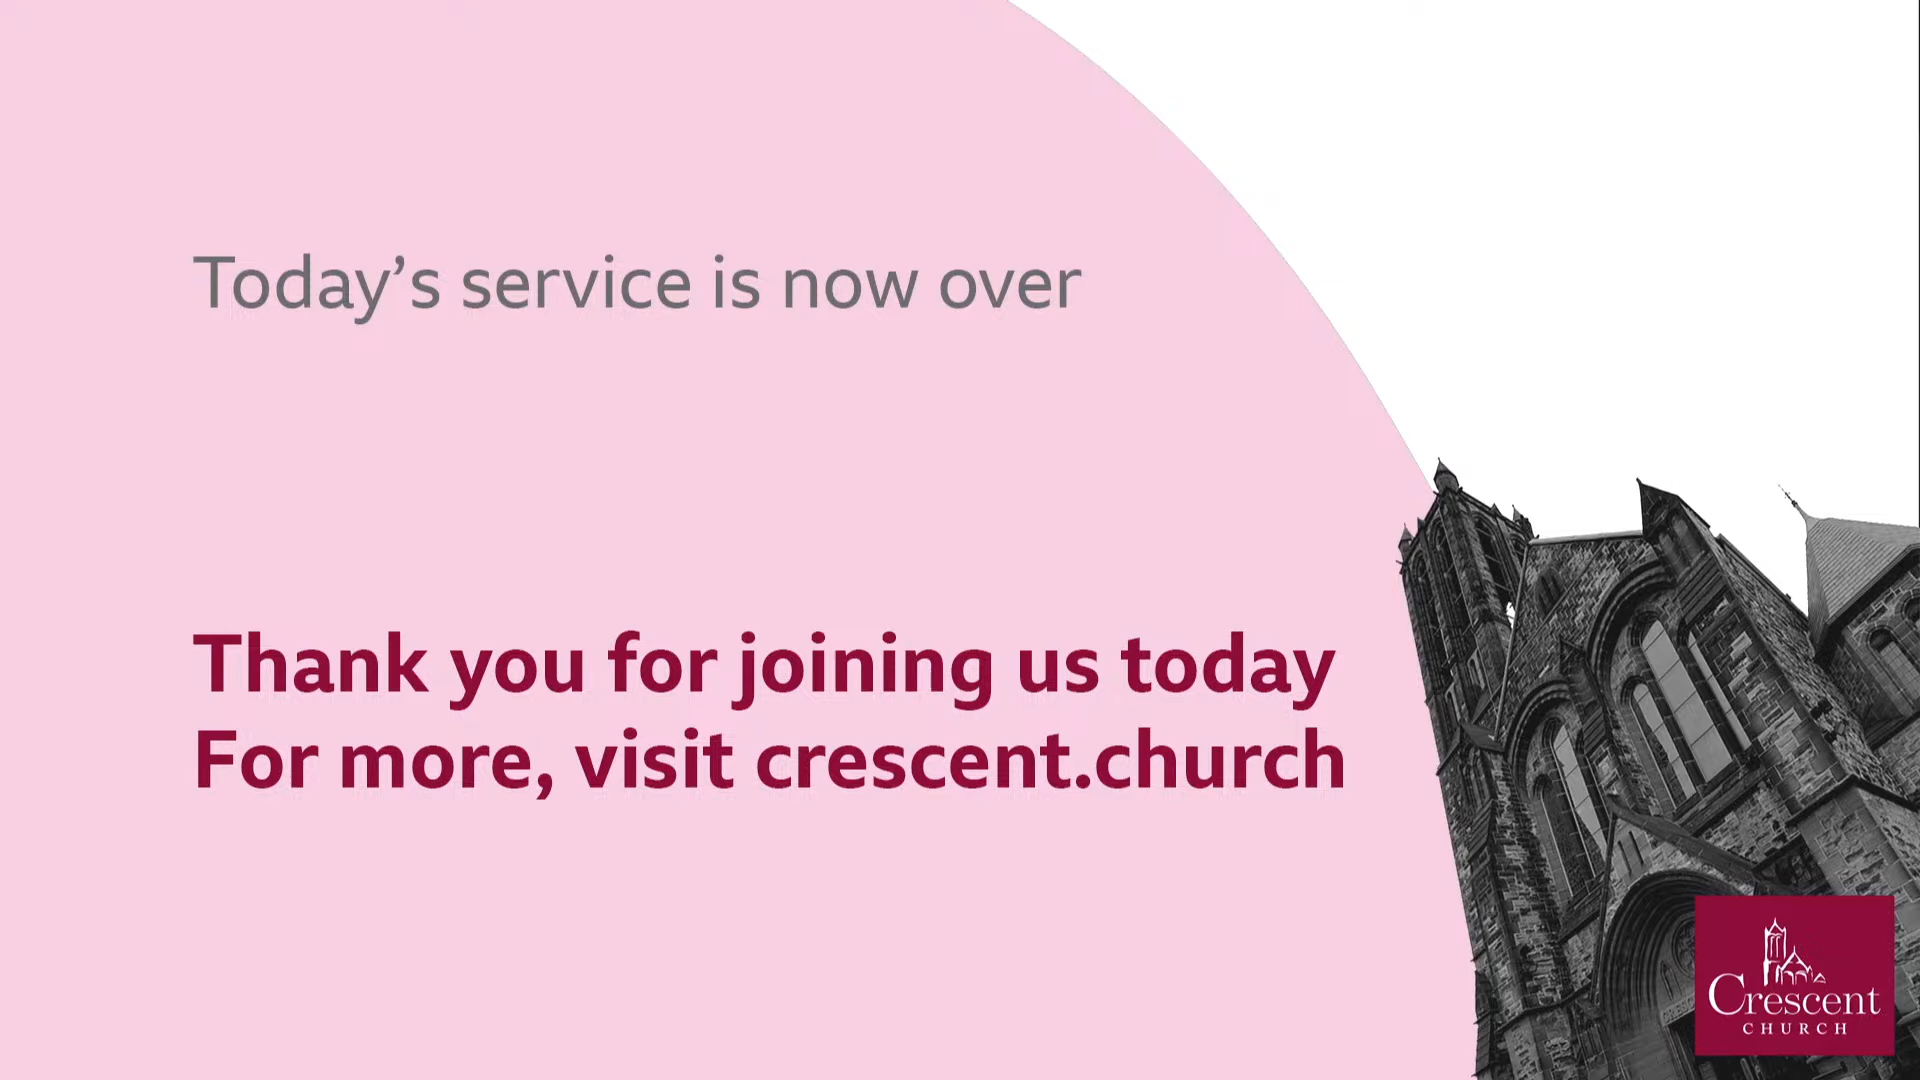 Today’s service is now over
Thank you for joining us today
For more, visit crescent.church
Crescent
CHURCH